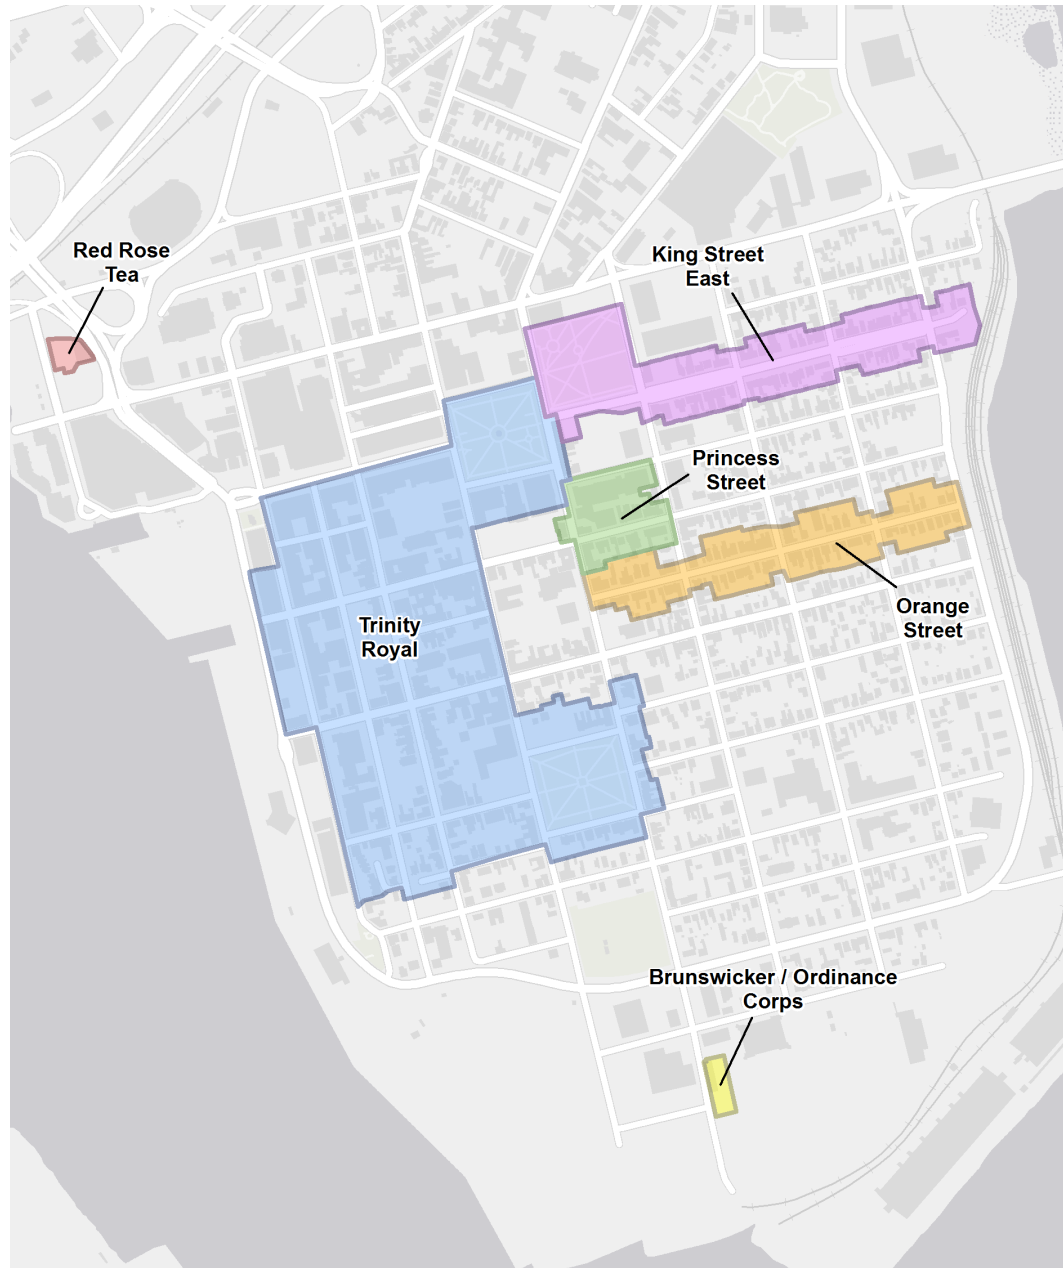 Red Rose
Tea
King Street
East
Princess
Street
Orange
Street
Trinity
Royal
Brunswicker / Ordinance
Corps